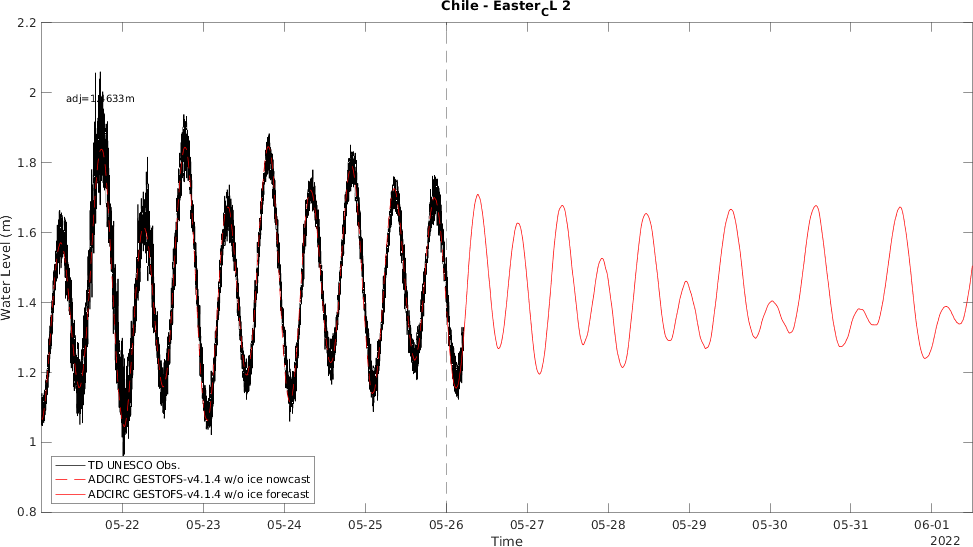 Chile - EasterCL 2
2.2
2
1.8
1.6
1.4
1.2
1
0.8
Water Level (m)
TD UNESCO Obs.
ADCIRC GESTOFS-v4.1.4 w/o ice nowcast
ADCIRC GESTOFS-v4.1.4 w/o ice forecast
05-22 05-23 05-24 05-25 05-26 05-27 05-28 05-29 05-30 05-31 06-01
Time
2022